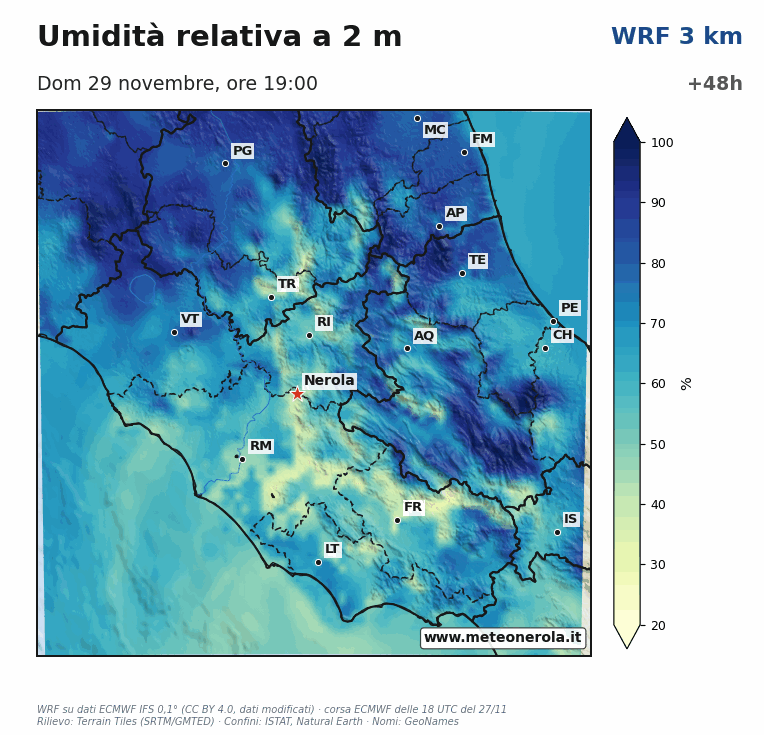 Umidità relativa a 2 m
WRF 3 km
Dom 29 novembre, ore 19:00
+48h
MC
FM
PG
AP
TE
TR
PE
VT
RI
CH
AQ
Nerola
RM
FR
IS
LT
www.meteonerola.it
100
90
80
70
60
50
40
30
20
%
WRF su dati ECMWF IFS 0,1° (CC BY 4.0, dati modificati) · corsa ECMWF delle 18 UTC del 27/11
Rilievo: Terrain Tiles (SRTM/GMTED) · Confini: ISTAT, Natural Earth · Nomi: GeoNames